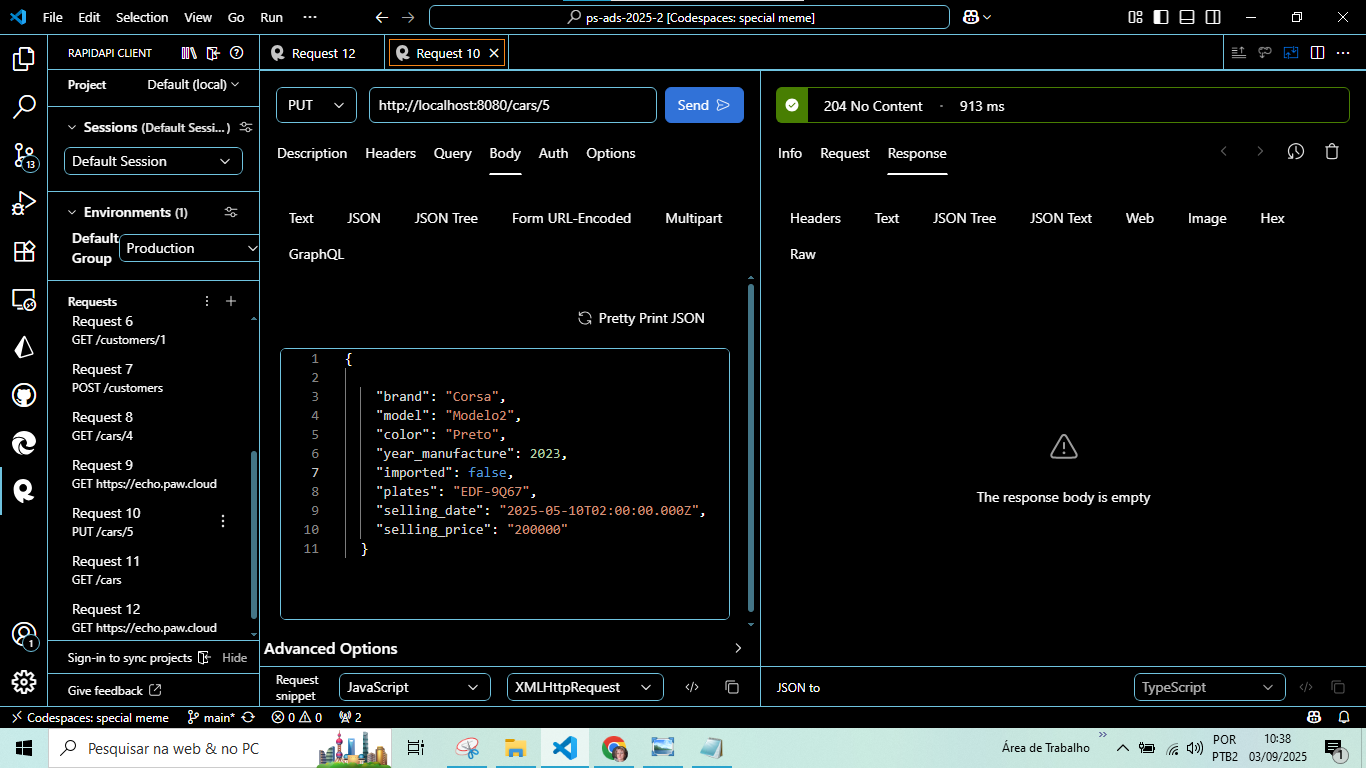 File Edit Selection View Go Run ···
ps-ads-2025-2 [Codespaces: special meme]
RAPIDAPI CLIENT
Project Default (local)
Sessions (Default Sessi...)
Default Session
Environments (1)
Default Group Production
Requests
Request 6
GET /customers/1
Request 7
POST /customers
Request 8
GET /cars/4
Request 9
GET https://echo.paw.cloud
Request 10
PUT /cars/5
Request 11
GET /cars
Request 12
GET https://echo.paw.cloud
Sign-in to sync projects Hide
Give feedback
Request 12 Request 10
PUT http://localhost:8080/cars/5 Send
Description Headers Query Body Auth Options
Text JSON JSON Tree Form URL-Encoded Multipart
GraphQL
Pretty Print JSON
1 {
2
3 "brand": "Corsa",
4 "model": "Modelo2",
5 "color": "Preto",
6 "year_manufacture": 2023,
7 "imported": false,
8 "plates": "EDF-9Q67",
9 "selling_date": "2025-05-10T02:00:00.000Z",
10 "selling_price": "200000"
11 }
Advanced Options
Request snippet JavaScript XMLHttpRequest
204 No Content · 913 ms
Info Request Response
Headers Text JSON Tree JSON Text Web Image Hex
Raw
The response body is empty
JSON to TypeScript
13
1
Codespaces: special meme main* 0 0 2
Pesquisar na web & no PC
Área de Trabalho
POR
PTB2
10:38
03/09/2025
1